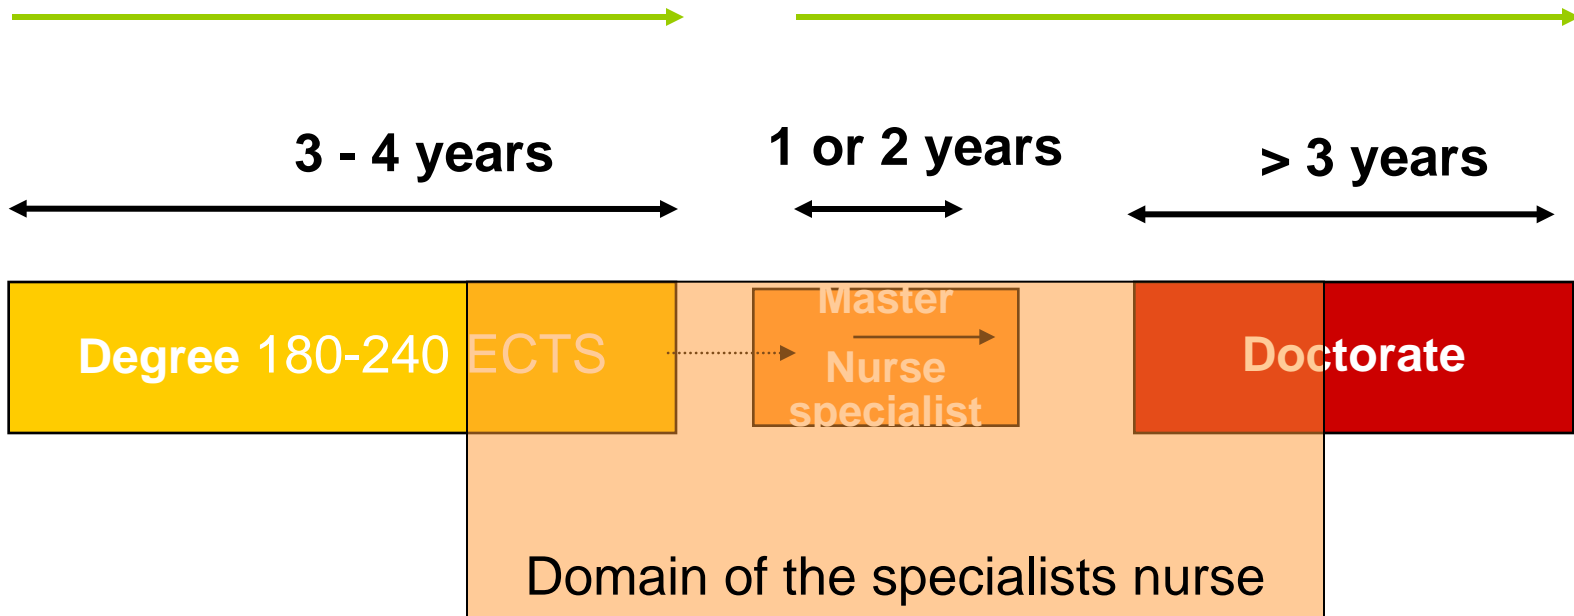 3 - 4 years
1 or 2 years
> 3 years
Degree 180-240 ECTS
Master
Nurse
specialist
Doctorate
Domain of the specialists nurse